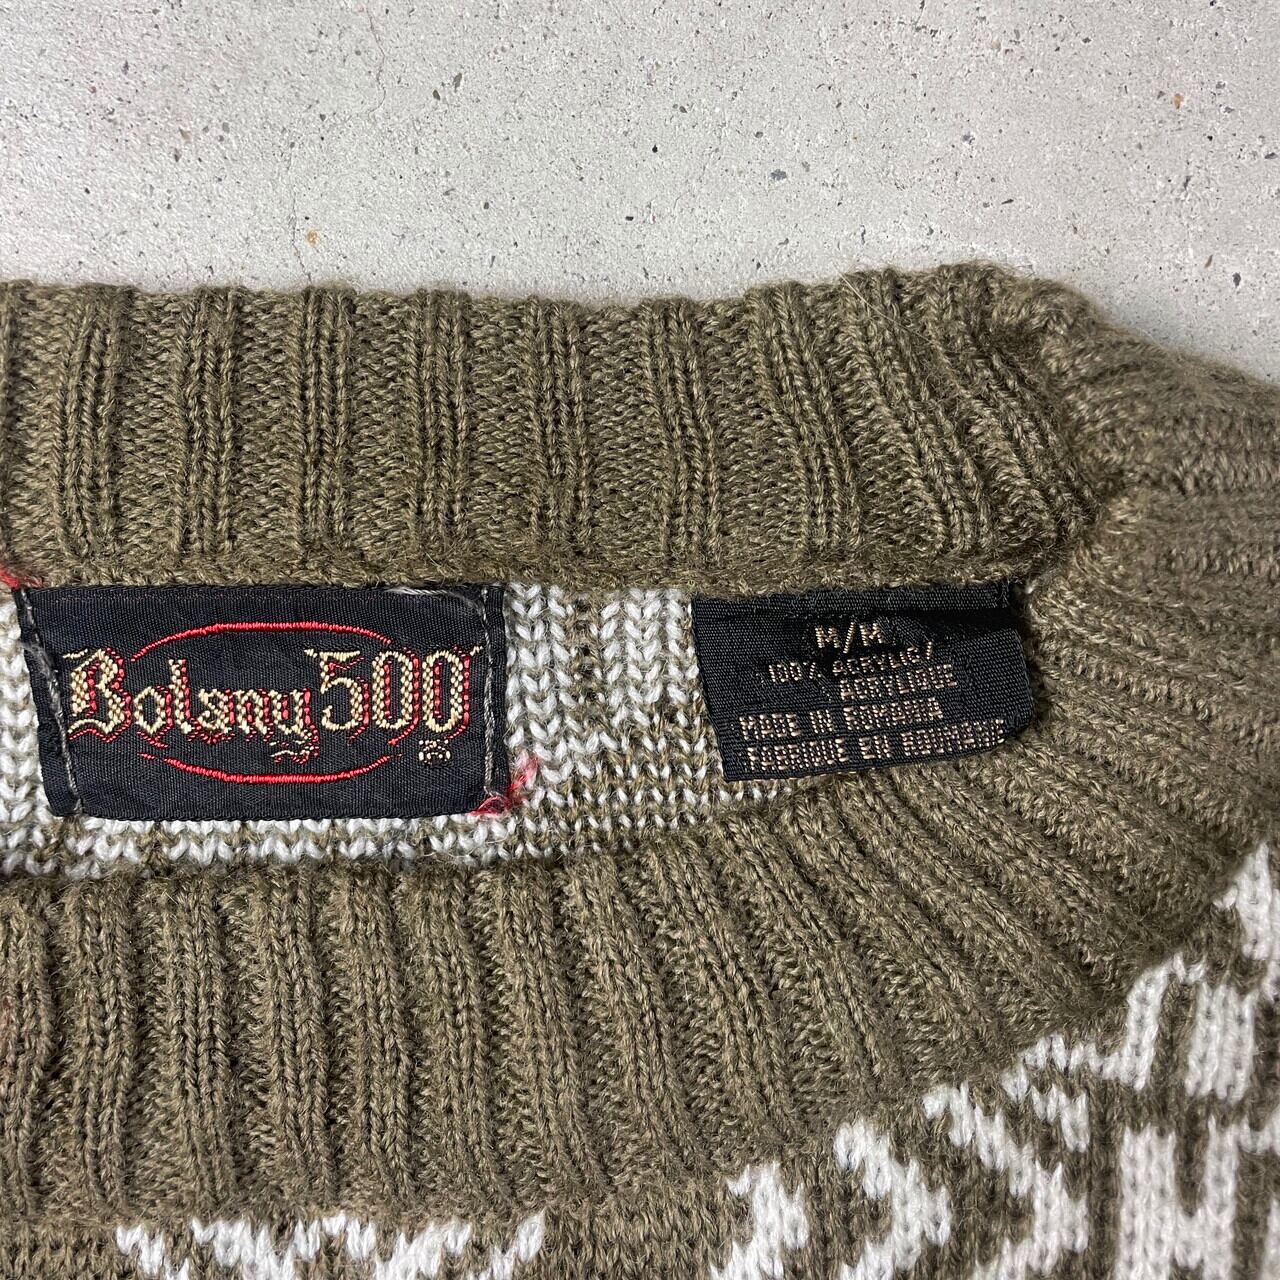 Botany 500
®
M/M
100% ACRYLIC/
ACRYLIQUE
MADE IN ROMANIA
FABRIQUE EN ROUMANIE